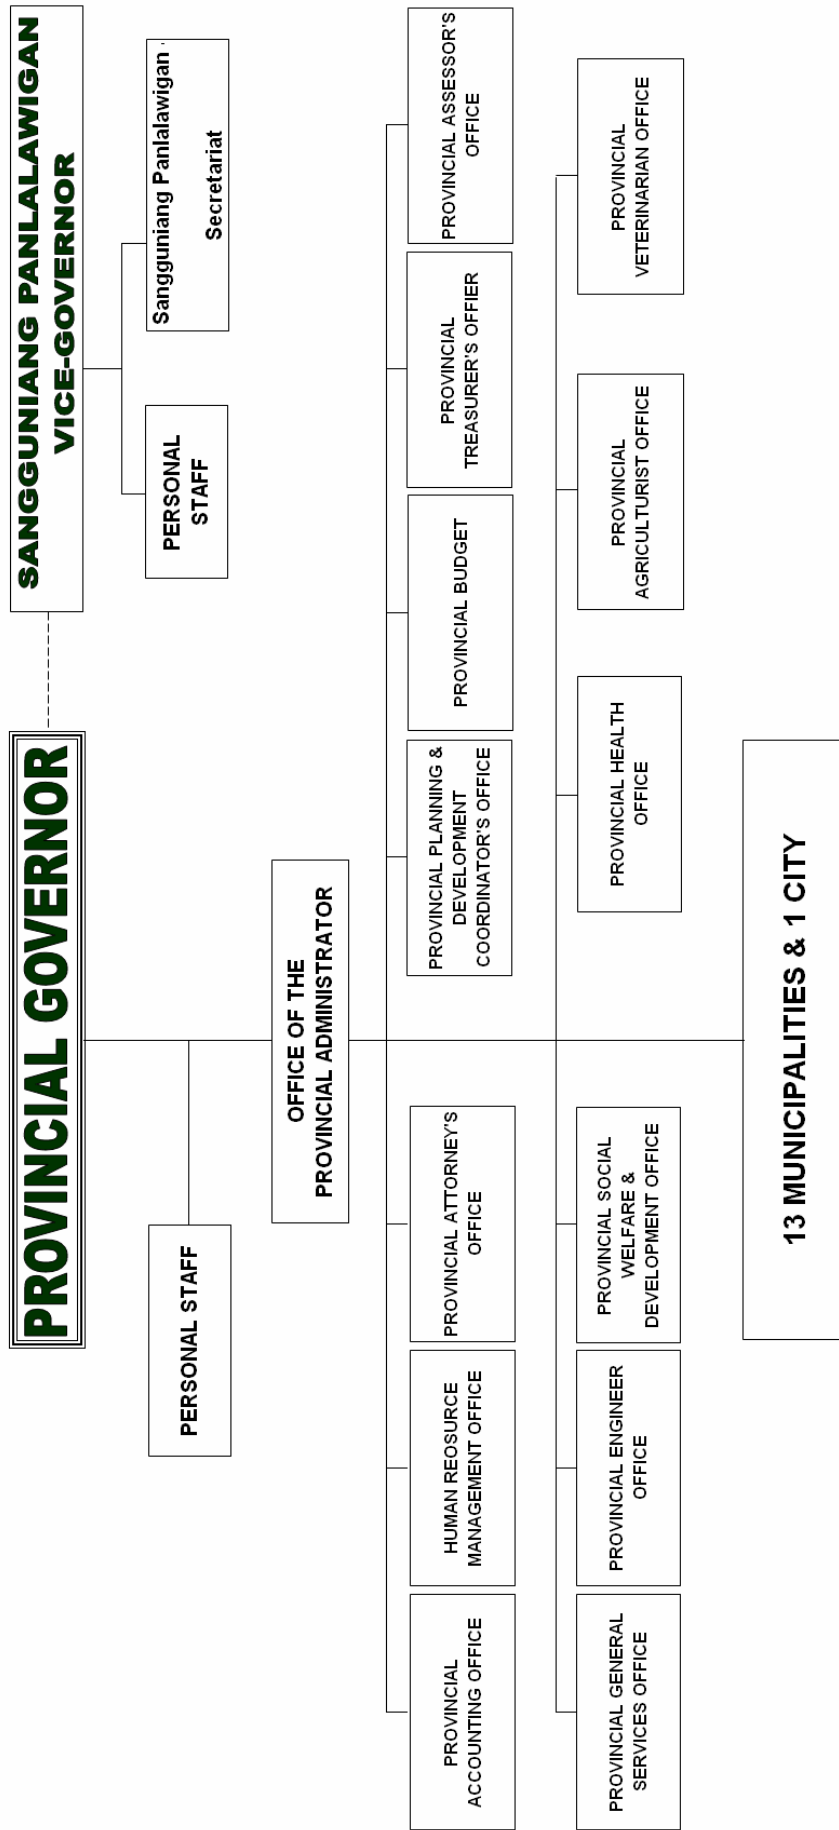 PROVINCIAL GOVERNOR
SANGGUNIANG PANLALAWIGAN
VICE-GOVERNOR
PERSONAL STAFF
PERSONAL
STAFF
Sangguniang Panlalawigan -
Secretariat
OFFICE OF THE
PROVINCIAL ADMINISTRATOR
PROVINCIAL
ACCOUNTING OFFICE
HUMAN REOSURCE
MANAGEMENT OFFICE
PROVINCIAL ATTORNEY'S
OFFICE
PROVINCIAL PLANNING &
DEVELOPMENT
COORDINATOR'S OFFICE
PROVINCIAL BUDGET
PROVINCIAL
TREASURER'S OFFIER
PROVINCIAL ASSESSOR'S
OFFICE
PROVINCIAL GENERAL
SERVICES OFFICE
PROVINCIAL ENGINEER
OFFICE
PROVINCIAL SOCIAL
WELFARE &
DEVELOPMENT OFFICE
PROVINCIAL HEALTH
OFFICE
PROVINCIAL
AGRICULTURIST OFFICE
PROVINCIAL
VETERINARIAN OFFICE
13 MUNICIPALITIES & 1 CITY